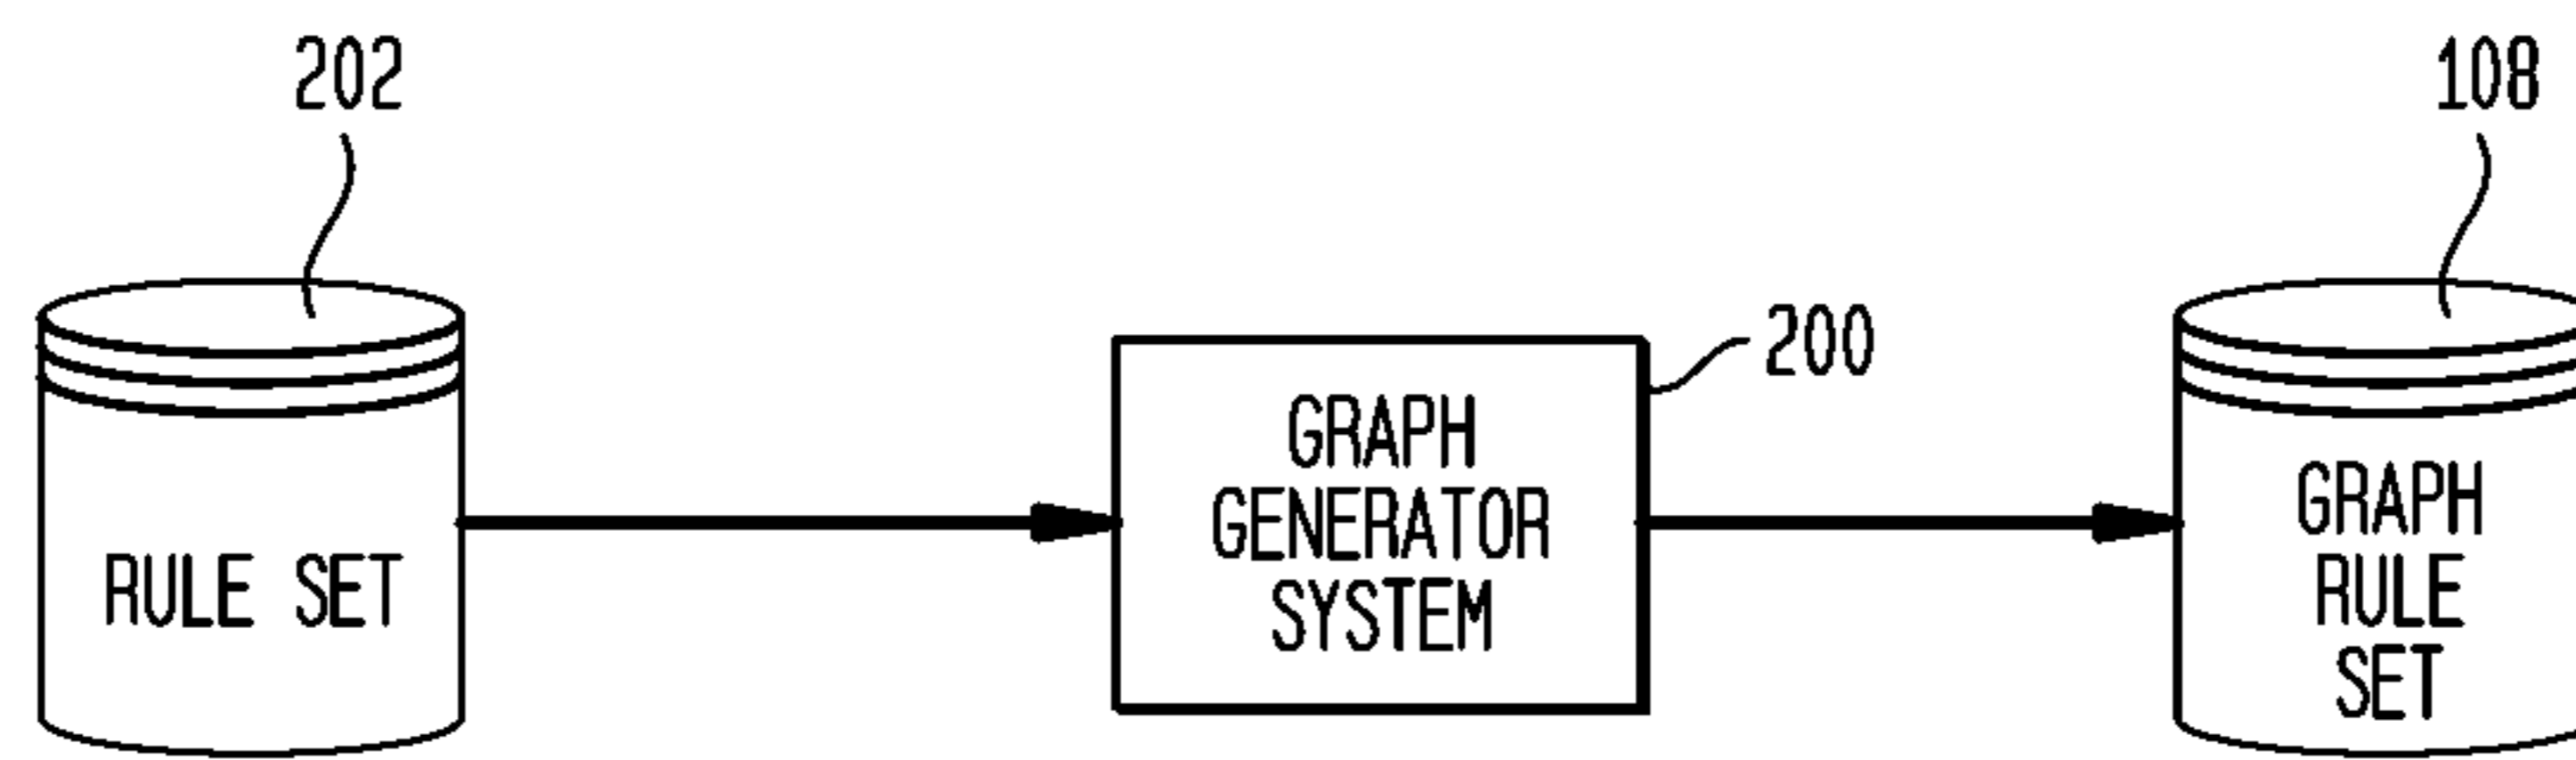 202
108
200
RULE SET
GRAPH
GENERATOR
SYSTEM
GRAPH
RULE
SET